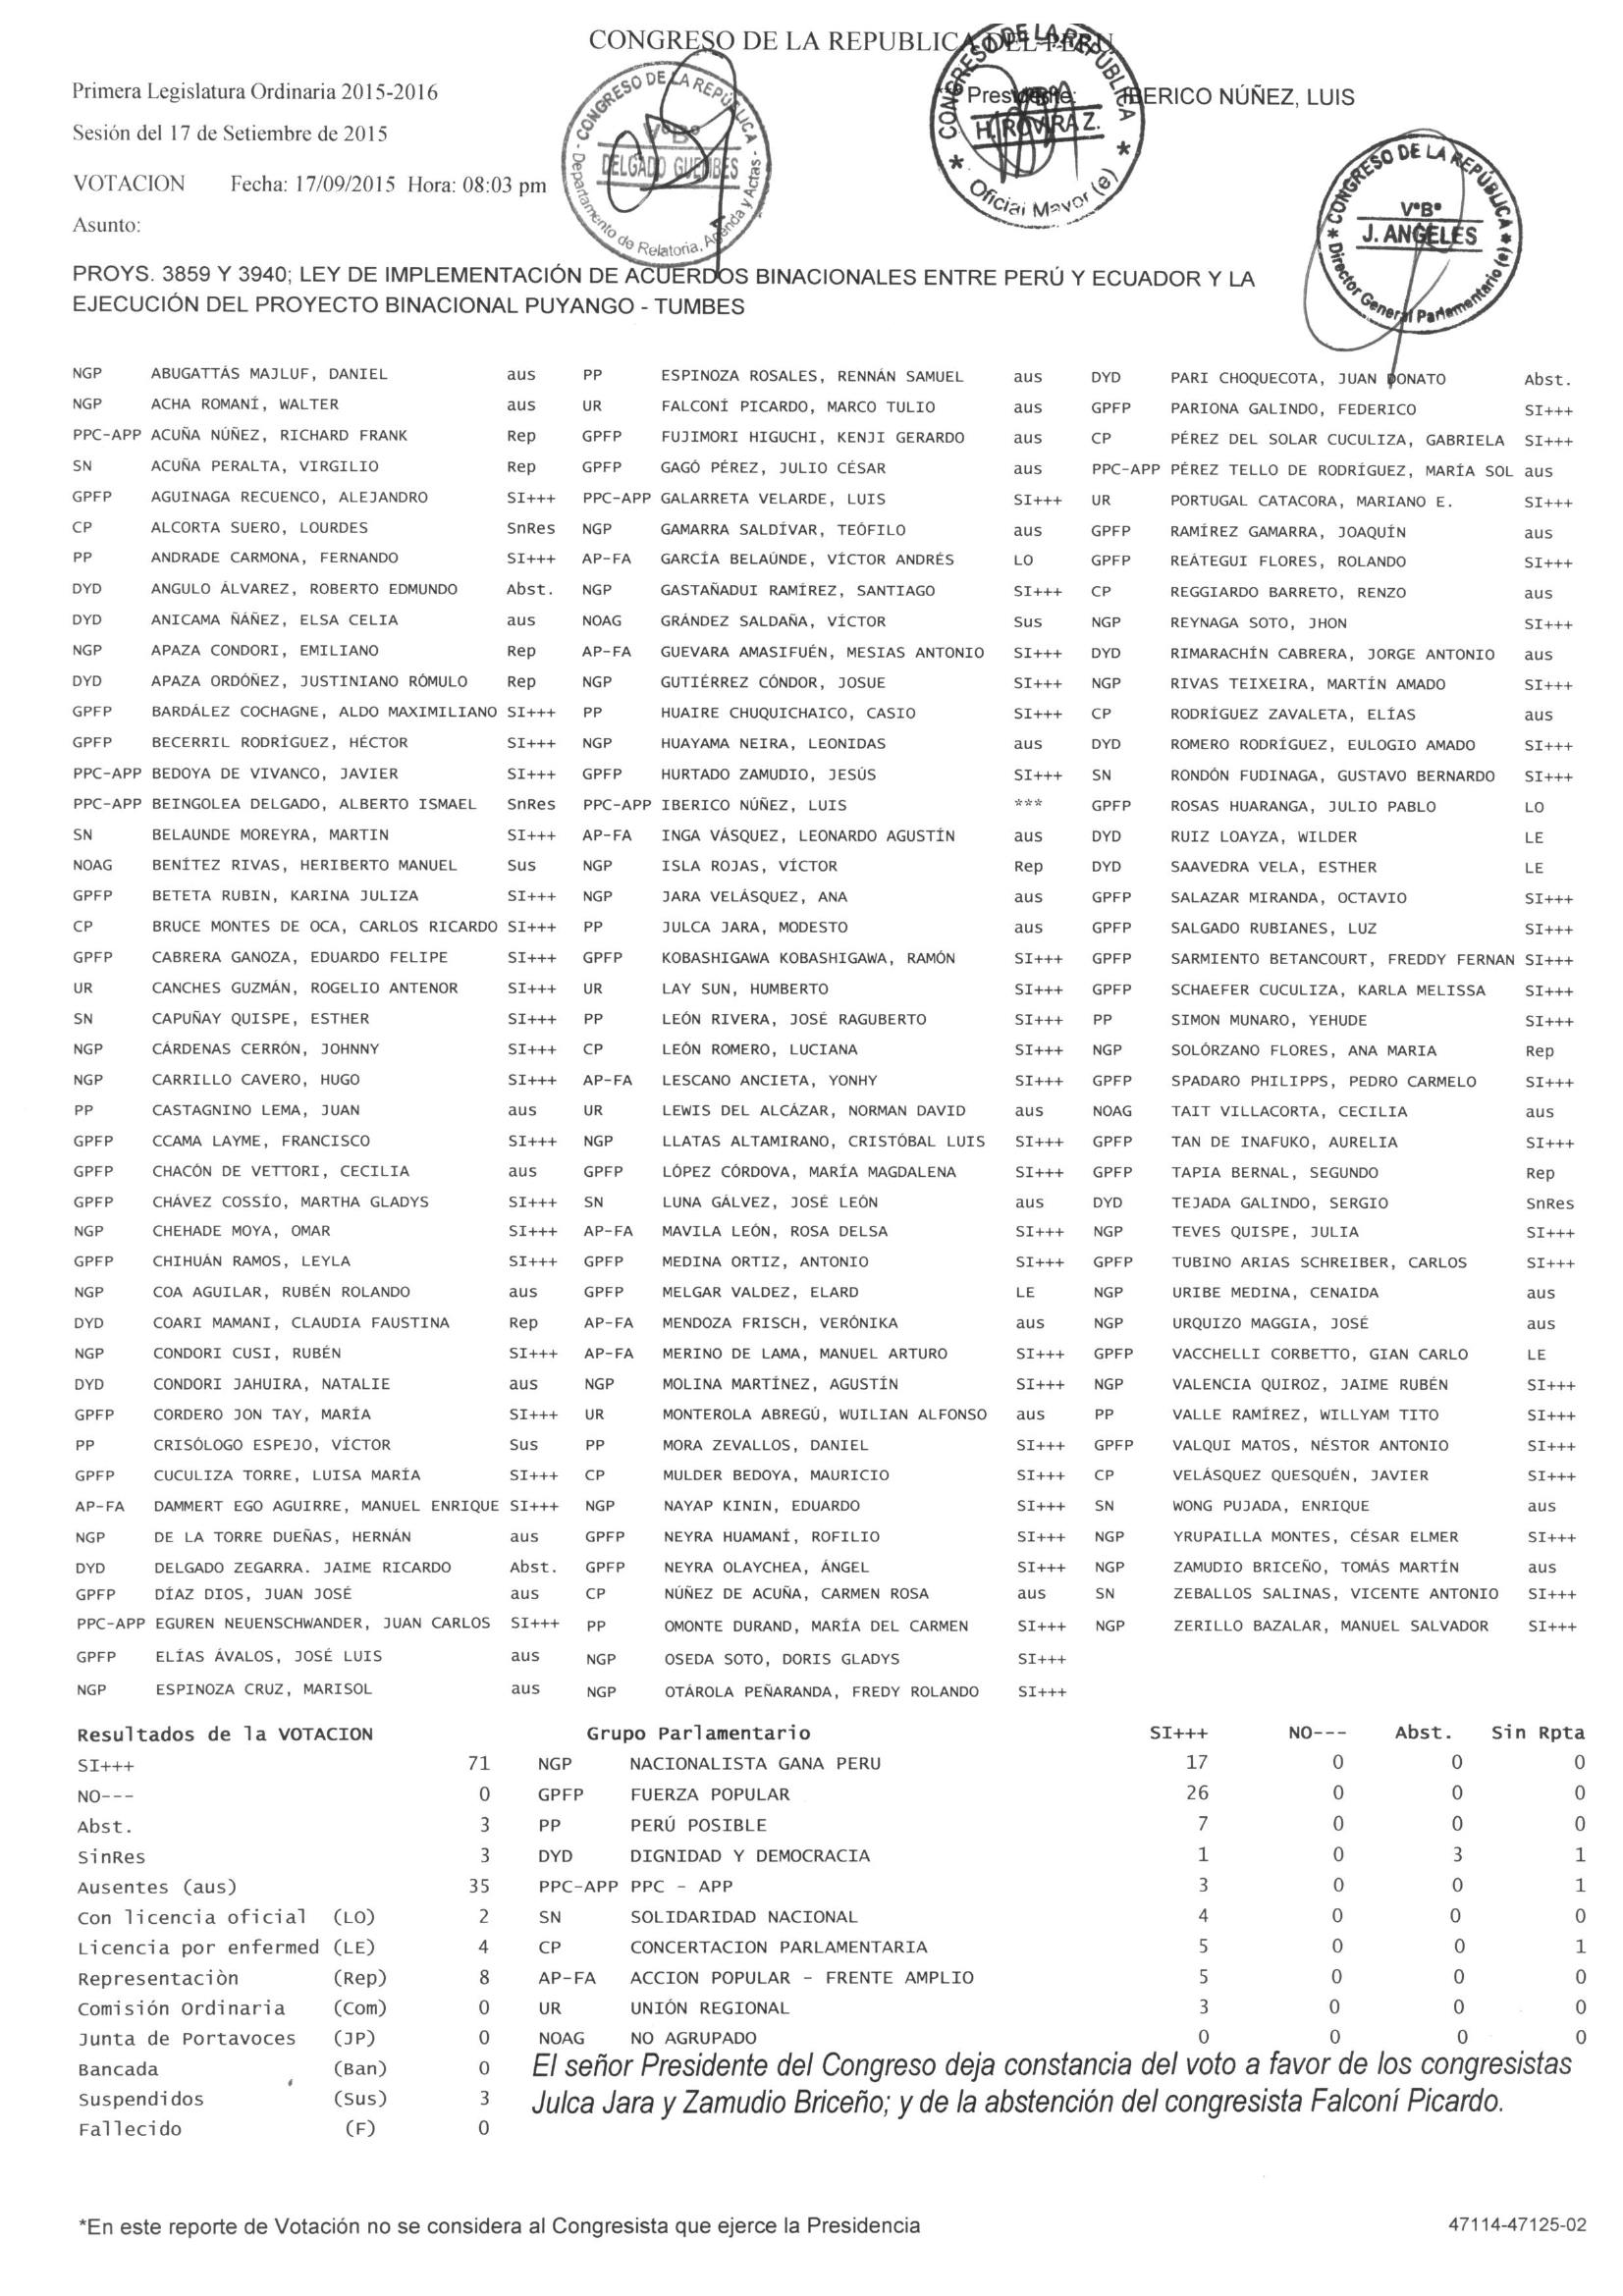 CONGRESO DE LA REPUBLICA DEL PERU
Primera Legislatura Ordinaria 2015-2016
Presidente: IBERICO NÚÑEZ, LUIS
Sesión del 17 de Setiembre de 2015
VOTACION Fecha: 17/09/2015 Hora: 08:03 pm
Asunto:
CONGRESO DE LA REPÚBLICA - Departamento de Relatoria, Agenda y Actas -
V°B°
DELGADO GUEMBES
CONGRESO DE LA REPÚBLICA * Oficial Mayor (e) *
V°B°
H. ROVIRA Z.
* CONGRESO DE LA REPÚBLICA * Director General Parlamentario (e)
V°B°
J. ANGELES
PROYS. 3859 Y 3940; LEY DE IMPLEMENTACIÓN DE ACUERDOS BINACIONALES ENTRE PERÚ Y ECUADOR Y LA
EJECUCIÓN DEL PROYECTO BINACIONAL PUYANGO - TUMBES
NGP ABUGATTÁS MAJLUF, DANIEL aus PP ESPINOZA ROSALES, RENNÁN SAMUEL aus DYD PARI CHOQUECOTA, JUAN DONATO Abst.
NGP ACHA ROMANÍ, WALTER aus UR FALCONÍ PICARDO, MARCO TULIO aus GPFP PARIONA GALINDO, FEDERICO SI+++
PPC-APP ACUÑA NÚÑEZ, RICHARD FRANK Rep GPFP FUJIMORI HIGUCHI, KENJI GERARDO aus CP PÉREZ DEL SOLAR CUCULIZA, GABRIELA SI+++
SN ACUÑA PERALTA, VIRGILIO Rep GPFP GAGÓ PÉREZ, JULIO CÉSAR aus PPC-APP PÉREZ TELLO DE RODRÍGUEZ, MARÍA SOL aus
GPFP AGUINAGA RECUENCO, ALEJANDRO SI+++ PPC-APP GALARRETA VELARDE, LUIS SI+++ UR PORTUGAL CATACORA, MARIANO E. SI+++
CP ALCORTA SUERO, LOURDES SnRes NGP GAMARRA SALDÍVAR, TEÓFILO aus GPFP RAMÍREZ GAMARRA, JOAQUÍN aus
PP ANDRADE CARMONA, FERNANDO SI+++ AP-FA GARCÍA BELAÚNDE, VÍCTOR ANDRÉS LO GPFP REÁTEGUI FLORES, ROLANDO SI+++
DYD ANGULO ÁLVAREZ, ROBERTO EDMUNDO Abst. NGP GASTAÑADUI RAMÍREZ, SANTIAGO SI+++ CP REGGIARDO BARRETO, RENZO aus
DYD ANICAMA ÑÁÑEZ, ELSA CELIA aus NOAG GRÁNDEZ SALDAÑA, VÍCTOR Sus NGP REYNAGA SOTO, JHON SI+++
NGP APAZA CONDORI, EMILIANO Rep AP-FA GUEVARA AMASIFUÉN, MESIAS ANTONIO SI+++ DYD RIMARACHÍN CABRERA, JORGE ANTONIO aus
DYD APAZA ORDÓÑEZ, JUSTINIANO RÓMULO Rep NGP GUTIÉRREZ CÓNDOR, JOSUE SI+++ NGP RIVAS TEIXEIRA, MARTÍN AMADO SI+++
GPFP BARDÁLEZ COCHAGNE, ALDO MAXIMILIANO SI+++ PP HUAIRE CHUQUICHAICO, CASIO SI+++ CP RODRÍGUEZ ZAVALETA, ELÍAS aus
GPFP BECERRIL RODRÍGUEZ, HÉCTOR SI+++ NGP HUAYAMA NEIRA, LEONIDAS aus DYD ROMERO RODRÍGUEZ, EULOGIO AMADO SI+++
PPC-APP BEDOYA DE VIVANCO, JAVIER SI+++ GPFP HURTADO ZAMUDIO, JESÚS SI+++ SN RONDÓN FUDINAGA, GUSTAVO BERNARDO SI+++
PPC-APP BEINGOLEA DELGADO, ALBERTO ISMAEL SnRes PPC-APP IBERICO NÚÑEZ, LUIS *** GPFP ROSAS HUARANGA, JULIO PABLO LO
SN BELAUNDE MOREYRA, MARTIN SI+++ AP-FA INGA VÁSQUEZ, LEONARDO AGUSTÍN aus DYD RUIZ LOAYZA, WILDER LE
NOAG BENÍTEZ RIVAS, HERIBERTO MANUEL Sus NGP ISLA ROJAS, VÍCTOR Rep DYD SAAVEDRA VELA, ESTHER LE
GPFP BETETA RUBIN, KARINA JULIZA SI+++ NGP JARA VELÁSQUEZ, ANA aus GPFP SALAZAR MIRANDA, OCTAVIO SI+++
CP BRUCE MONTES DE OCA, CARLOS RICARDO SI+++ PP JULCA JARA, MODESTO aus GPFP SALGADO RUBIANES, LUZ SI+++
GPFP CABRERA GANOZA, EDUARDO FELIPE SI+++ GPFP KOBASHIGAWA KOBASHIGAWA, RAMÓN SI+++ GPFP SARMIENTO BETANCOURT, FREDDY FERNAN SI+++
UR CANCHES GUZMÁN, ROGELIO ANTENOR SI+++ UR LAY SUN, HUMBERTO SI+++ GPFP SCHAEFER CUCULIZA, KARLA MELISSA SI+++
SN CAPUÑAY QUISPE, ESTHER SI+++ PP LEÓN RIVERA, JOSÉ RAGUBERTO SI+++ PP SIMON MUNARO, YEHUDE SI+++
NGP CÁRDENAS CERRÓN, JOHNNY SI+++ CP LEÓN ROMERO, LUCIANA SI+++ NGP SOLÓRZANO FLORES, ANA MARIA Rep
NGP CARRILLO CAVERO, HUGO SI+++ AP-FA LESCANO ANCIETA, YONHY SI+++ GPFP SPADARO PHILIPPS, PEDRO CARMELO SI+++
PP CASTAGNINO LEMA, JUAN aus UR LEWIS DEL ALCÁZAR, NORMAN DAVID aus NOAG TAIT VILLACORTA, CECILIA aus
GPFP CCAMA LAYME, FRANCISCO SI+++ NGP LLATAS ALTAMIRANO, CRISTÓBAL LUIS SI+++ GPFP TAN DE INAFUKO, AURELIA SI+++
GPFP CHACÓN DE VETTORI, CECILIA aus GPFP LÓPEZ CÓRDOVA, MARÍA MAGDALENA SI+++ GPFP TAPIA BERNAL, SEGUNDO Rep
GPFP CHÁVEZ COSSÍO, MARTHA GLADYS SI+++ SN LUNA GÁLVEZ, JOSÉ LEÓN aus DYD TEJADA GALINDO, SERGIO SnRes
NGP CHEHADE MOYA, OMAR SI+++ AP-FA MAVILA LEÓN, ROSA DELSA SI+++ NGP TEVES QUISPE, JULIA SI+++
GPFP CHIHUÁN RAMOS, LEYLA SI+++ GPFP MEDINA ORTIZ, ANTONIO SI+++ GPFP TUBINO ARIAS SCHREIBER, CARLOS SI+++
NGP COA AGUILAR, RUBÉN ROLANDO aus GPFP MELGAR VALDEZ, ELARD LE NGP URIBE MEDINA, CENAIDA aus
DYD COARI MAMANI, CLAUDIA FAUSTINA Rep AP-FA MENDOZA FRISCH, VERÓNIKA aus NGP URQUIZO MAGGIA, JOSÉ aus
NGP CONDORI CUSI, RUBÉN SI+++ AP-FA MERINO DE LAMA, MANUEL ARTURO SI+++ GPFP VACCHELLI CORBETTO, GIAN CARLO LE
DYD CONDORI JAHUIRA, NATALIE aus NGP MOLINA MARTÍNEZ, AGUSTÍN SI+++ NGP VALENCIA QUIROZ, JAIME RUBÉN SI+++
GPFP CORDERO JON TAY, MARÍA SI+++ UR MONTEROLA ABREGÚ, WUILIAN ALFONSO aus PP VALLE RAMÍREZ, WILLYAM TITO SI+++
PP CRISÓLOGO ESPEJO, VÍCTOR Sus PP MORA ZEVALLOS, DANIEL SI+++ GPFP VALQUI MATOS, NÉSTOR ANTONIO SI+++
GPFP CUCULIZA TORRE, LUISA MARÍA SI+++ CP MULDER BEDOYA, MAURICIO SI+++ CP VELÁSQUEZ QUESQUÉN, JAVIER SI+++
AP-FA DAMMERT EGO AGUIRRE, MANUEL ENRIQUE SI+++ NGP NAYAP KININ, EDUARDO SI+++ SN WONG PUJADA, ENRIQUE aus
NGP DE LA TORRE DUEÑAS, HERNÁN aus GPFP NEYRA HUAMANÍ, ROFILIO SI+++ NGP YRUPAILLA MONTES, CÉSAR ELMER SI+++
DYD DELGADO ZEGARRA. JAIME RICARDO Abst. GPFP NEYRA OLAYCHEA, ÁNGEL SI+++ NGP ZAMUDIO BRICEÑO, TOMÁS MARTÍN aus
GPFP DÍAZ DIOS, JUAN JOSÉ aus CP NÚÑEZ DE ACUÑA, CARMEN ROSA aus SN ZEBALLOS SALINAS, VICENTE ANTONIO SI+++
PPC-APP EGUREN NEUENSCHWANDER, JUAN CARLOS SI+++ PP OMONTE DURAND, MARÍA DEL CARMEN SI+++ NGP ZERILLO BAZALAR, MANUEL SALVADOR SI+++
GPFP ELÍAS ÁVALOS, JOSÉ LUIS aus NGP OSEDA SOTO, DORIS GLADYS SI+++
NGP ESPINOZA CRUZ, MARISOL aus NGP OTÁROLA PEÑARANDA, FREDY ROLANDO SI+++
Resultados de la VOTACION Grupo Parlamentario SI+++ NO--- Abst. Sin Rpta
SI+++ 71 NGP NACIONALISTA GANA PERU 17 0 0 0
NO--- 0 GPFP FUERZA POPULAR 26 0 0 0
Abst. 3 PP PERÚ POSIBLE 7 0 0 0
SinRes 3 DYD DIGNIDAD Y DEMOCRACIA 1 0 3 1
Ausentes (aus) 35 PPC-APP PPC - APP 3 0 0 1
Con licencia oficial (LO) 2 SN SOLIDARIDAD NACIONAL 4 0 0 0
Licencia por enfermed (LE) 4 CP CONCERTACION PARLAMENTARIA 5 0 0 1
Representaciòn (Rep) 8 AP-FA ACCION POPULAR - FRENTE AMPLIO 5 0 0 0
Comisión Ordinaria (Com) 0 UR UNIÓN REGIONAL 3 0 0 0
Junta de Portavoces (JP) 0 NOAG NO AGRUPADO 0 0 0 0
Bancada (Ban) 0
Suspendidos (Sus) 3
Fallecido (F) 0
El señor Presidente del Congreso deja constancia del voto a favor de los congresistas
Julca Jara y Zamudio Briceño; y de la abstención del congresista Falconí Picardo.
*En este reporte de Votación no se considera al Congresista que ejerce la Presidencia
47114-47125-02